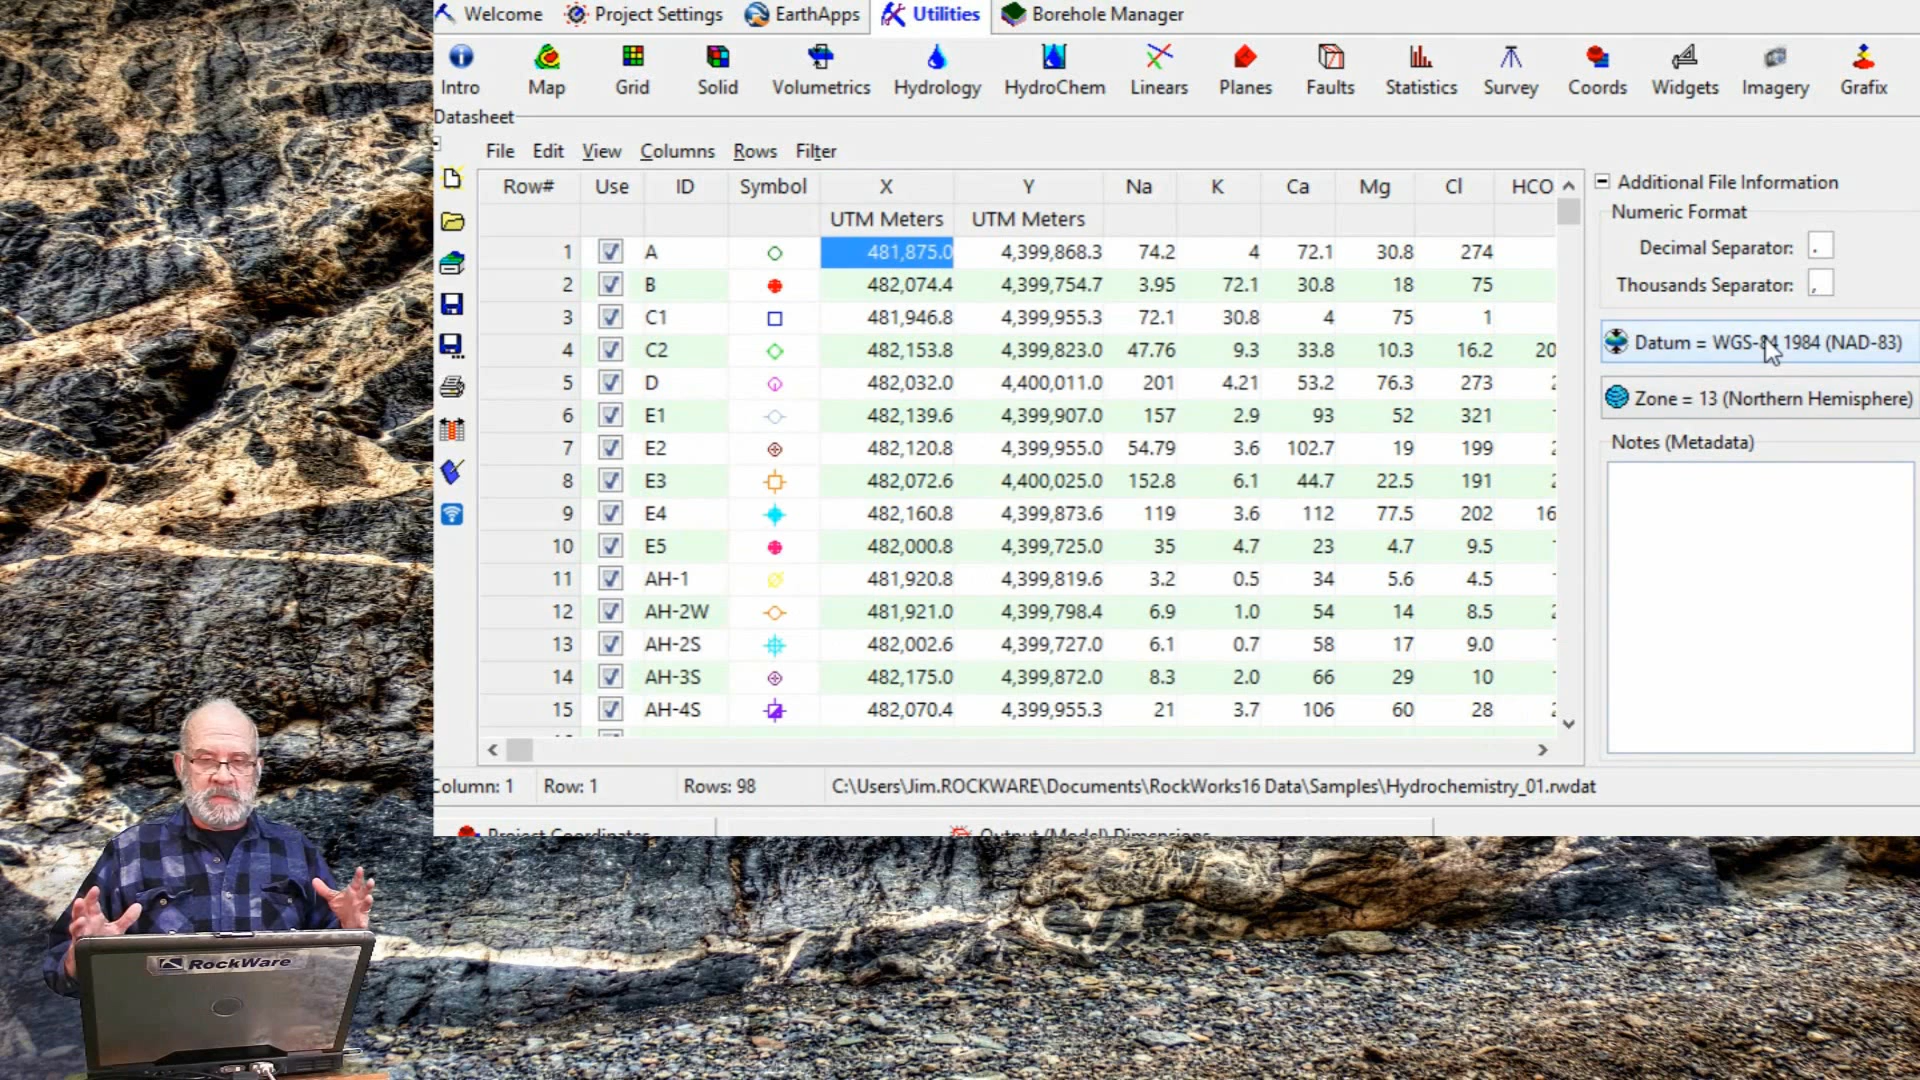 Welcome Project Settings EarthApps Utilities Borehole Manager
Intro Map Grid Solid Volumetrics Hydrology HydroChem Linears Planes Faults Statistics Survey Coords Widgets Imagery Grafix
Datasheet
File Edit View Columns Rows Filter
Row# Use ID Symbol X Y Na K Ca Mg Cl HCO
UTM Meters UTM Meters
1 A 481,875.0 4,399,868.3 74.2 4 72.1 30.8 274
2 B 482,074.4 4,399,754.7 3.95 72.1 30.8 18 75
3 C1 481,946.8 4,399,955.3 72.1 30.8 4 75 1
4 C2 482,153.8 4,399,823.0 47.76 9.3 33.8 10.3 16.2 20
5 D 482,032.0 4,400,011.0 201 4.21 53.2 76.3 273
6 E1 482,139.6 4,399,907.0 157 2.9 93 52 321
7 E2 482,120.8 4,399,955.0 54.79 3.6 102.7 19 199
8 E3 482,072.6 4,400,025.0 152.8 6.1 44.7 22.5 191
9 E4 482,160.8 4,399,873.6 119 3.6 112 77.5 202 16
10 E5 482,000.8 4,399,725.0 35 4.7 23 4.7 9.5
11 AH-1 481,920.8 4,399,819.6 3.2 0.5 34 5.6 4.5
12 AH-2W 481,921.0 4,399,798.4 6.9 1.0 54 14 8.5
13 AH-2S 482,002.6 4,399,727.0 6.1 0.7 58 17 9.0
14 AH-3S 482,175.0 4,399,872.0 8.3 2.0 66 29 10
15 AH-4S 482,070.4 4,399,955.3 21 3.7 106 60 28
Additional File Information
Numeric Format
Decimal Separator: .
Thousands Separator: ,
Datum = WGS-84 1984 (NAD-83)
Zone = 13 (Northern Hemisphere)
Notes (Metadata)
Column: 1 Row: 1 Rows: 98 C:\Users\Jim.ROCKWARE\Documents\RockWorks16 Data\Samples\Hydrochemistry_01.rwdat
Project Coordinates Output (Model) Dimensions
RockWare